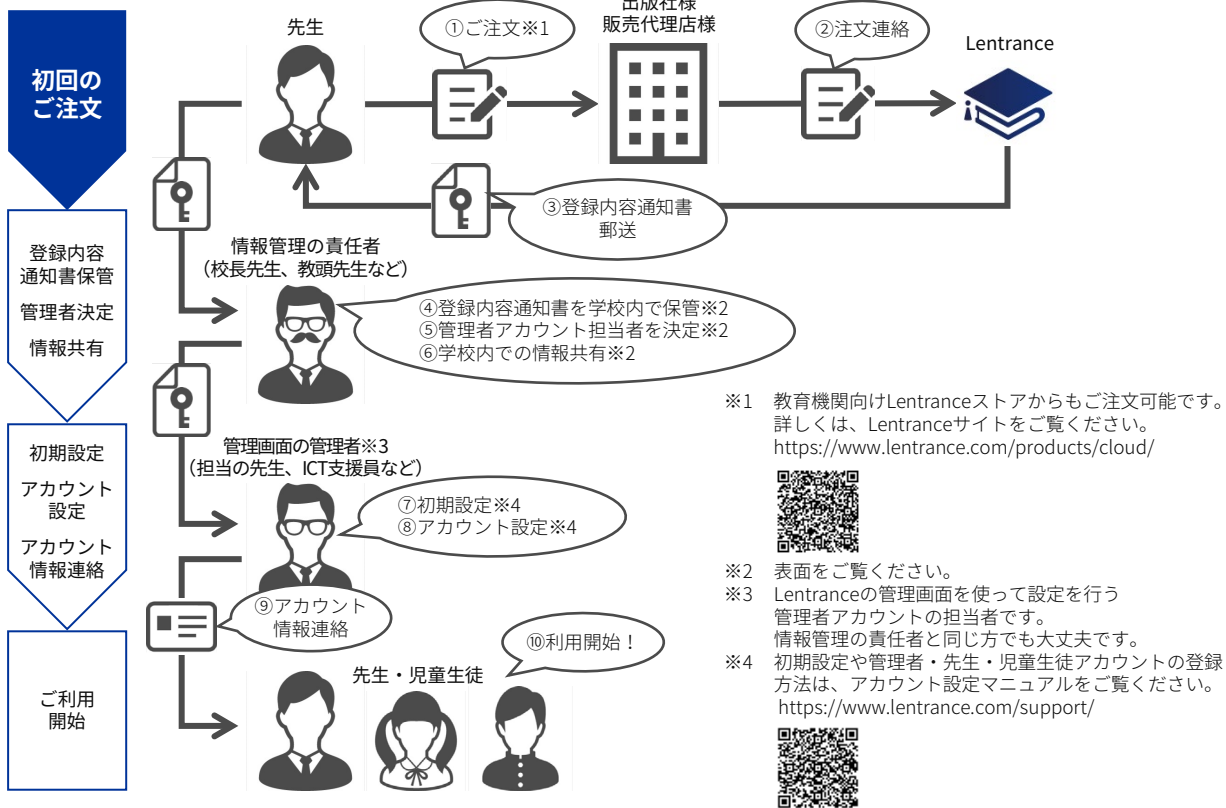 初回の
ご注文
先生
①ご注文※1
出版社様
販売代理店様
②注文連絡
Lentrance
③登録内容通知書
郵送
登録内容
通知書保管
管理者決定
情報共有
情報管理の責任者
（校長先生、教頭先生など）
④登録内容通知書を学校内で保管※2
⑤管理者アカウント担当者を決定※2
⑥学校内での情報共有※2
初期設定
アカウント
設定
アカウント
情報連絡
管理画面の管理者※3
（担当の先生、ICT支援員など）
⑦初期設定※4
⑧アカウント設定※4
⑨アカウント
情報連絡
ご利用
開始
先生・児童生徒
⑩利用開始！
※1 教育機関向けLentranceストアからもご注文可能です。
詳しくは、Lentranceサイトをご覧ください。
https://www.lentrance.com/products/cloud/
※2 表面をご覧ください。
※3 Lentranceの管理画面を使って設定を行う
管理者アカウントの担当者です。
情報管理の責任者と同じ方でも大丈夫です。
※4 初期設定や管理者・先生・児童生徒アカウントの登録
方法は、アカウント設定マニュアルをご覧ください。
https://www.lentrance.com/support/